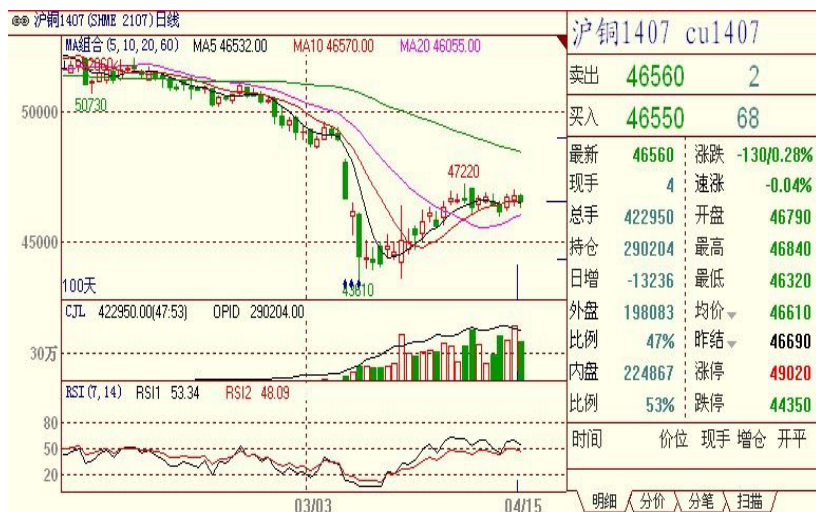 沪铜1407(SHME 2107)日线
MA组合(5, 10, 20, 60) MA5 46532.00 MA10 46570.00 MA20 46055.00
50730
50000
47220
45000
100天
CJL 422950.00(47:53) OPID 290204.00
30万
RSI(7, 14) RSI1 53.34 RSI2 48.09
80
50
20
03/03 04/15
沪铜1407 cu1407
卖出 46560 2
买入 46550 68
最新 46560 涨跌 -130/0.28%
现手 4 速涨 -0.04%
总手 422950 开盘 46790
持仓 290204 最高 46840
日增 -13236 最低 46320
外盘 198083 均价 46610
比例 47% 昨结 46690
内盘 224867 涨停 49020
比例 53% 跌停 44350
时间 价位 现手 增仓 开平
明细 分价 分笔 扫描